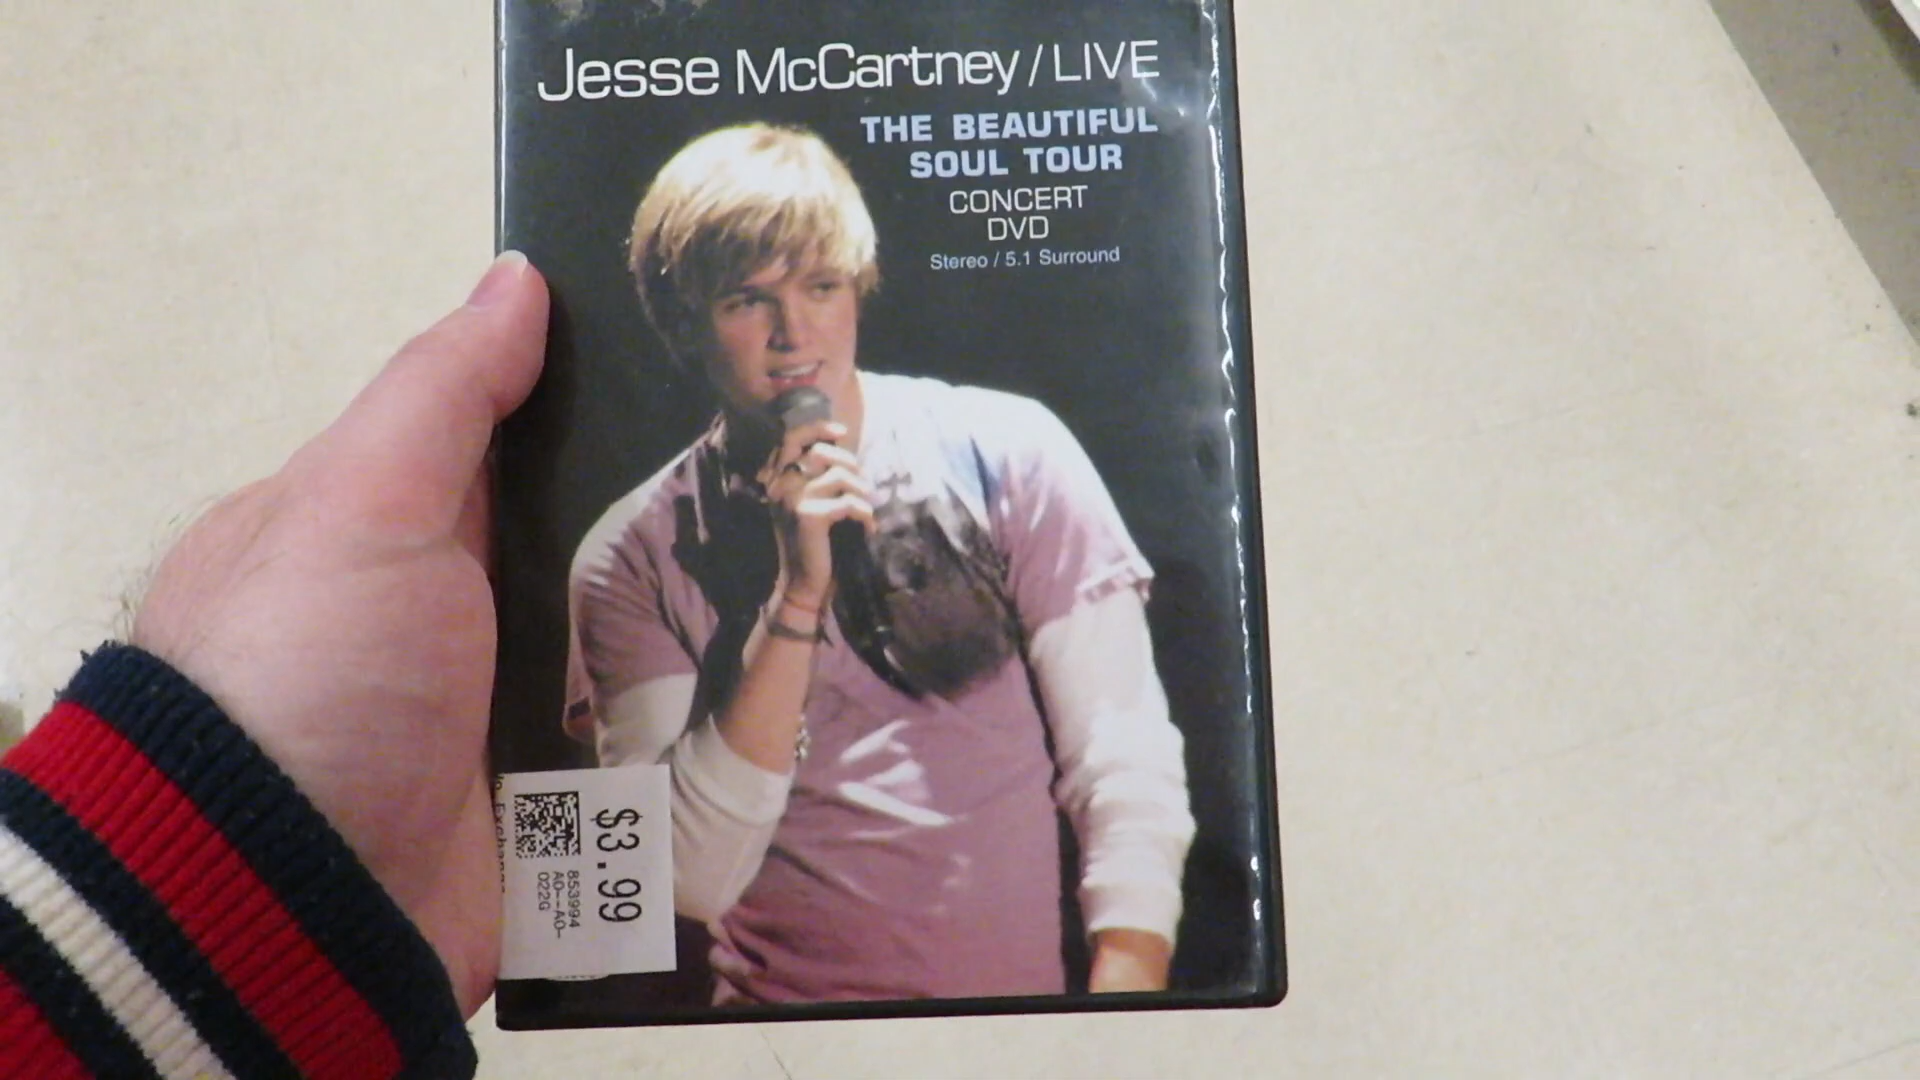 Jesse McCartney / LIVE
THE BEAUTIFUL
SOUL TOUR
CONCERT
DVD
Stereo / 5.1 Surround
$3.99
853994
A0--A0-
022G
Exchange